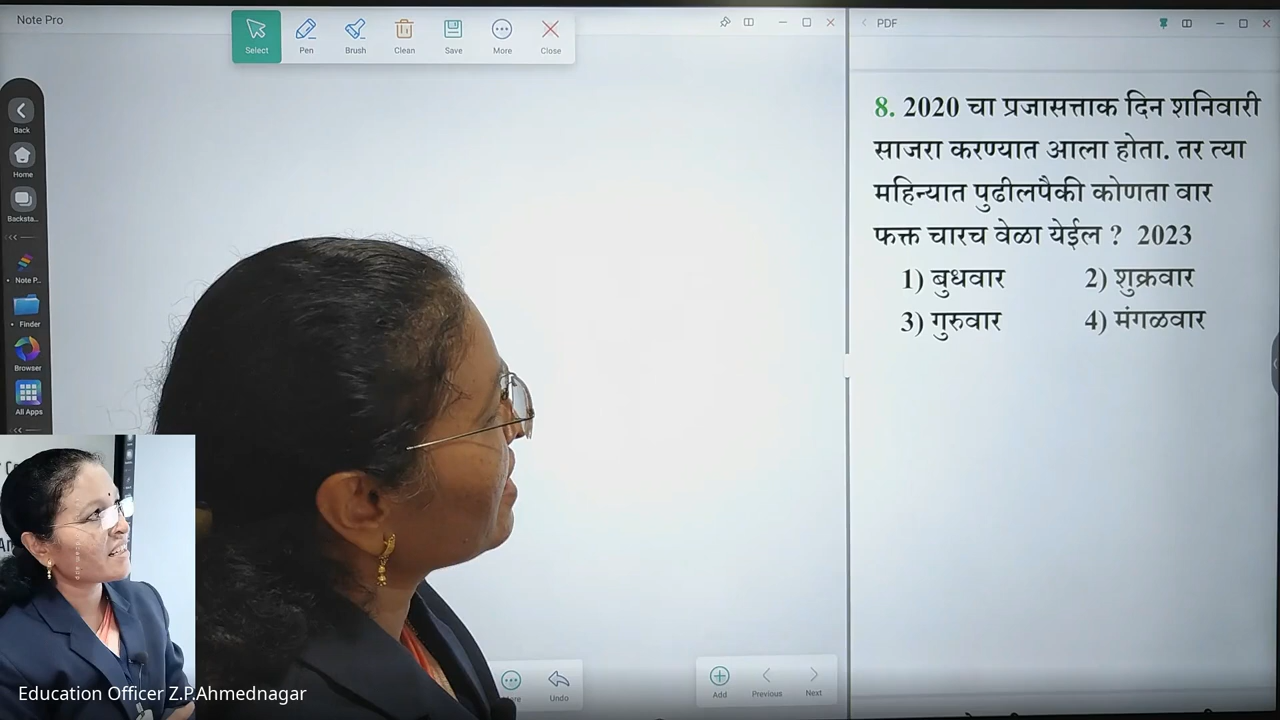 Note Pro
Select
Pen
Brush
Clean
Save
More
Close
PDF
Back
Home
Backsta...
Note P...
Finder
Browser
All Apps
8. 2020 चा प्रजासत्ताक दिन शनिवारी
साजरा करण्यात आला होता. तर त्या
महिन्यात पुढीलपैकी कोणता वार
फक्त चारच वेळा येईल ? 2023
1) बुधवार 2) शुक्रवार
3) गुरुवार 4) मंगळवार
Undo
Add
Previous
Next
Education Officer Z.P.Ahmednagar